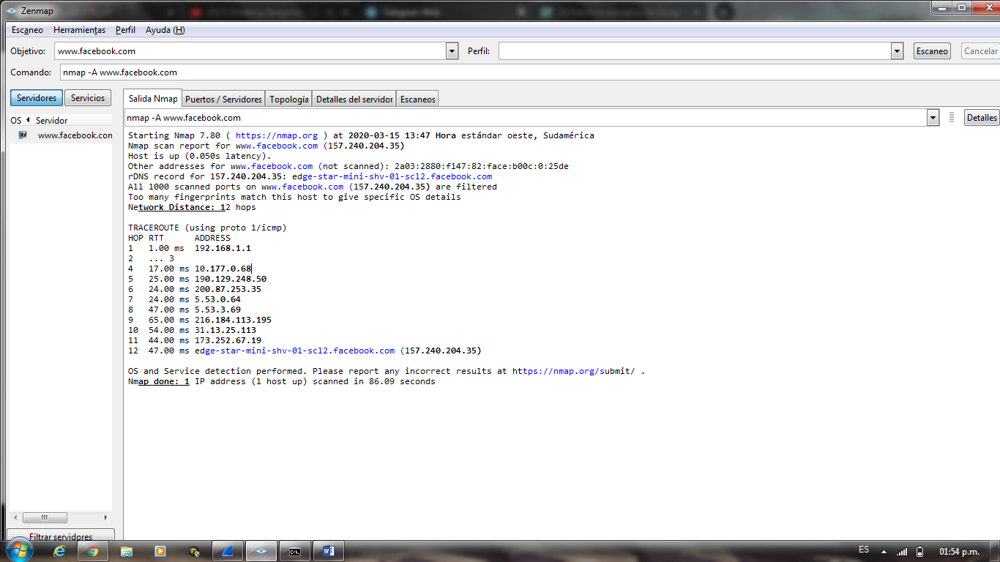 Zenmap
Escaneo Herramientas Perfil Ayuda (H)
Objetivo: www.facebook.com Perfil: Escaneo Cancelar
Comando: nmap -A www.facebook.com
Servidores Servicios
Salida Nmap Puertos / Servidores Topología Detalles del servidor Escaneos
OS Servidor
www.facebook.con
nmap -A www.facebook.com Detalles
Starting Nmap 7.80 ( https://nmap.org ) at 2020-03-15 13:47 Hora estándar oeste, Sudamérica
Nmap scan report for www.facebook.com (157.240.204.35)
Host is up (0.050s latency).
Other addresses for www.facebook.com (not scanned): 2a03:2880:f147:82:face:b00c:0:25de
rDNS record for 157.240.204.35: edge-star-mini-shv-01-scl2.facebook.com
All 1000 scanned ports on www.facebook.com (157.240.204.35) are filtered
Too many fingerprints match this host to give specific OS details
Network Distance: 12 hops
TRACEROUTE (using proto 1/icmp)
HOP RTT ADDRESS
1 1.00 ms 192.168.1.1
2 ... 3
4 17.00 ms 10.177.0.68
5 25.00 ms 190.129.248.50
6 24.00 ms 200.87.253.35
7 24.00 ms 5.53.0.64
8 47.00 ms 5.53.3.69
9 65.00 ms 216.184.113.195
10 54.00 ms 31.13.25.113
11 44.00 ms 173.252.67.19
12 47.00 ms edge-star-mini-shv-01-scl2.facebook.com (157.240.204.35)
OS and Service detection performed. Please report any incorrect results at https://nmap.org/submit/ .
Nmap done: 1 IP address (1 host up) scanned in 86.09 seconds
Filtrar servidores
ES 01:54 p.m.